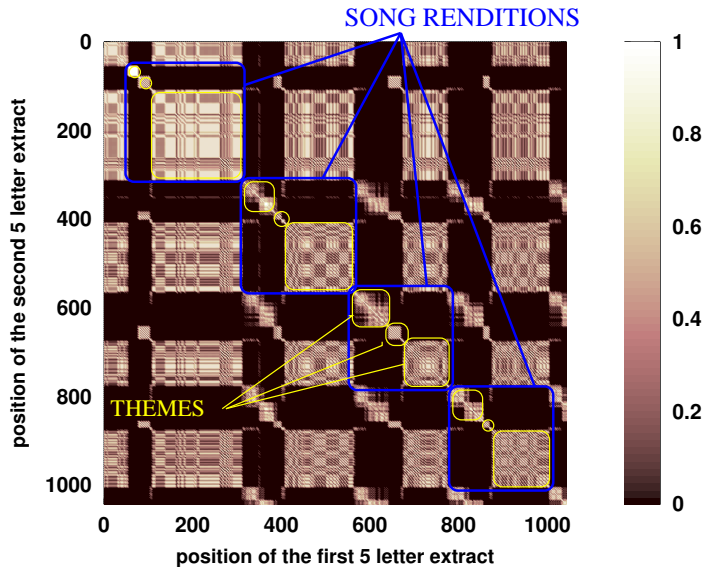 SONG RENDITIONS
0
200
400
600
800
1000
position of the second 5 letter extract
THEMES
0 200 400 600 800 1000
position of the first 5 letter extract
1
0.8
0.6
0.4
0.2
0